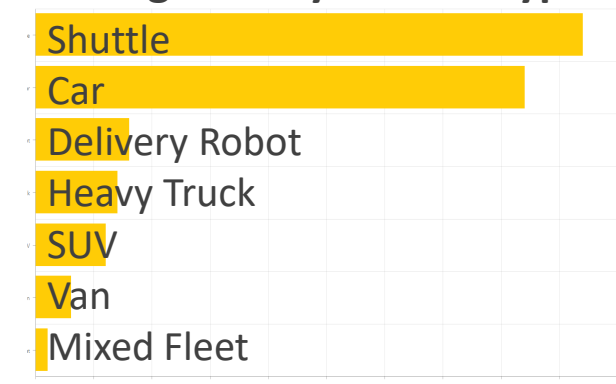 Shuttle
Car
Delivery Robot
Heavy Truck
SUV
Van
Mixed Fleet